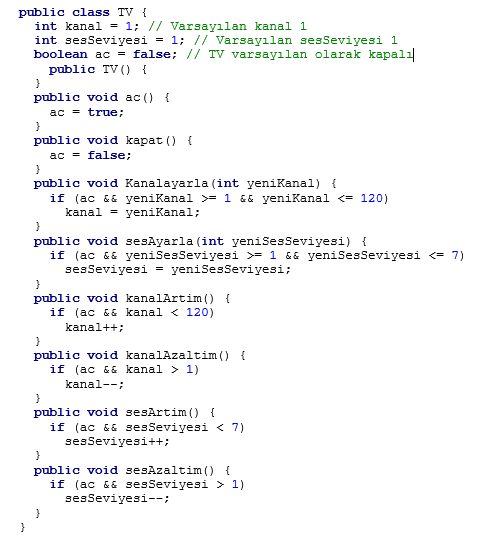 public class TV {
int kanal = 1; // Varsayılan kanal 1
int sesSeviyesi = 1; // Varsayılan sesSeviyesi 1
boolean ac = false; // TV varsayılan olarak kapalı
public TV() {
}
public void ac() {
ac = true;
}
public void kapat() {
ac = false;
}
public void Kanalayarla(int yeniKanal) {
if (ac && yeniKanal >= 1 && yeniKanal <= 120)
kanal = yeniKanal;
}
public void sesAyarla(int yeniSesSeviyesi) {
if (ac && yeniSesSeviyesi >= 1 && yeniSesSeviyesi <= 7)
sesSeviyesi = yeniSesSeviyesi;
}
public void kanalArtim() {
if (ac && kanal < 120)
kanal++;
}
public void kanalAzaltim() {
if (ac && kanal > 1)
kanal--;
}
public void sesArtim() {
if (ac && sesSeviyesi < 7)
sesSeviyesi++;
}
public void sesAzaltim() {
if (ac && sesSeviyesi > 1)
sesSeviyesi--;
}
}